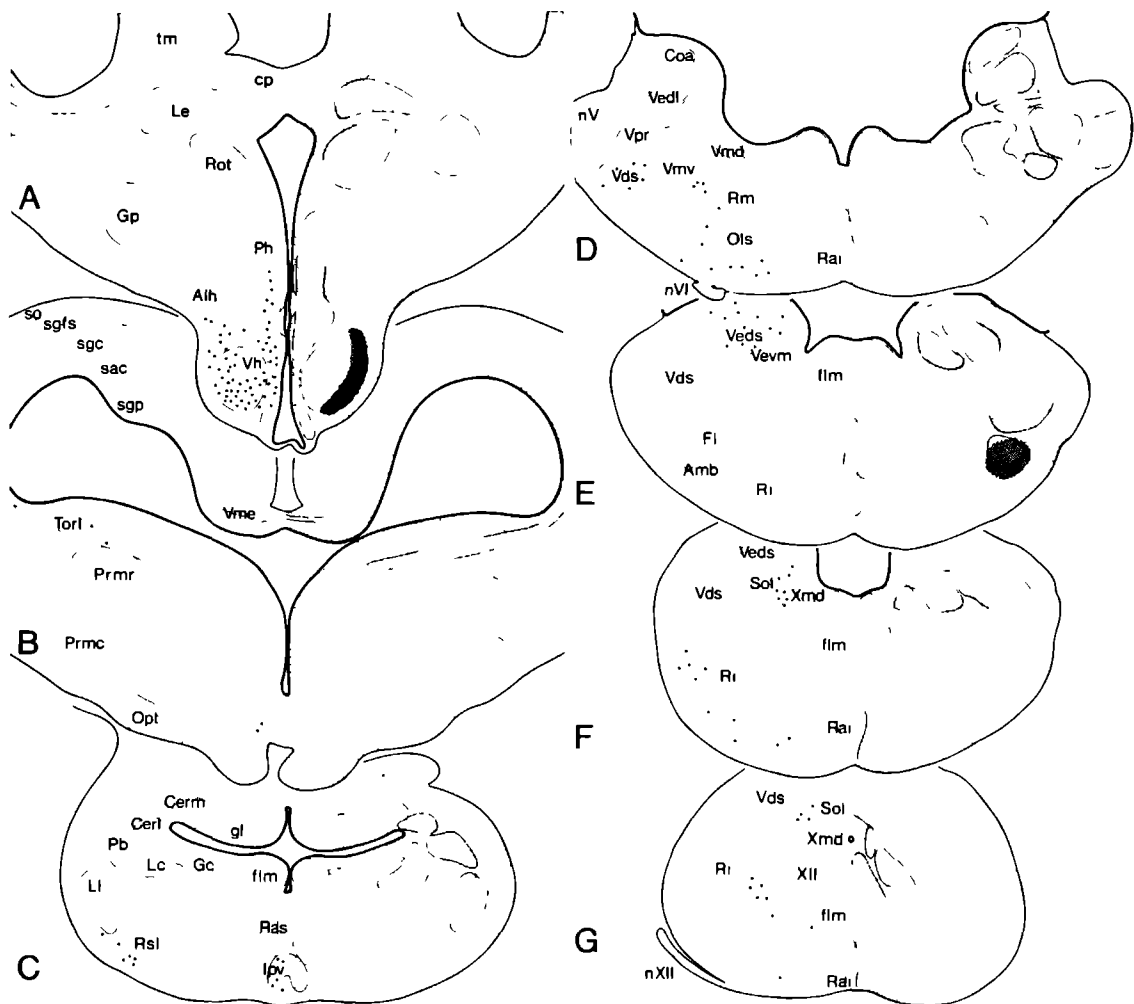 tm
cp
Le
Rot
A
Gp
Ph
Alh
so
sgfs
sgc
Vh
sac
sgp
Vme
Torl
Prmr
B
Prmc
Opt
Cerm
Cerl
gl
Pb
Lc Gc flm
Ll
Ras
Rsl
C
Ipv
Coa
Vedl
nV
Vpr
Vmd
Vds Vmv
Rm
Ols
D
Rai
nVI
Veds
Vevm
Vds flm
Fl
Amb
E
Ri
Veds
Sol
Vds Xmd
flm
Ri
F
Rai
Vds Sol
Xmd
Ri XII
flm
G
nXII Rai